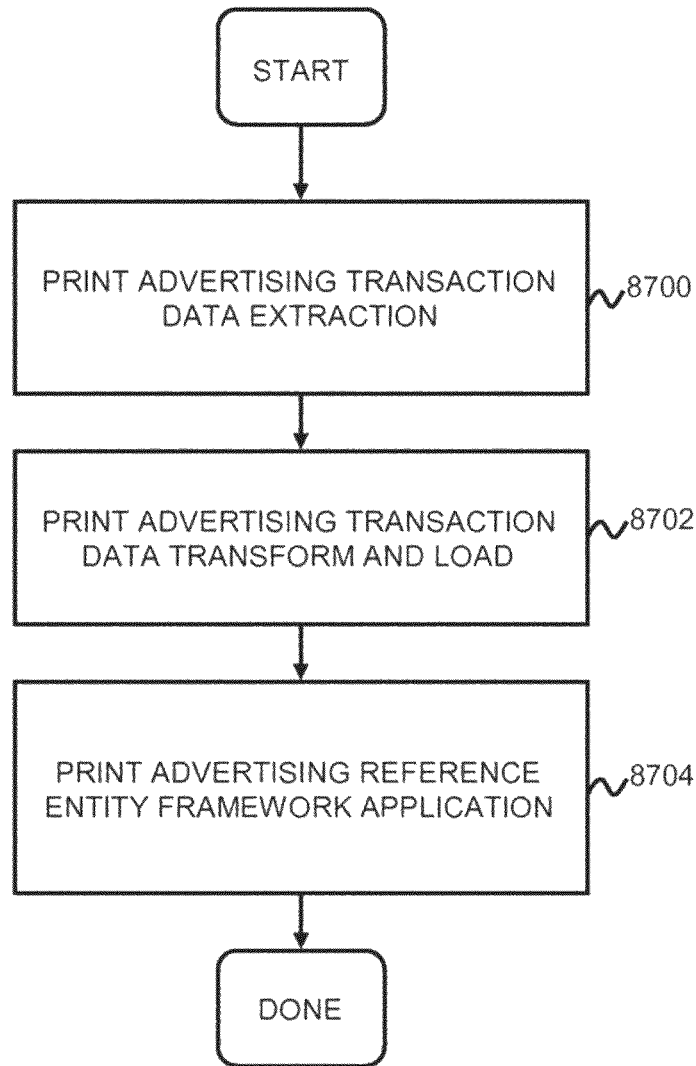 START
PRINT ADVERTISING TRANSACTION
DATA EXTRACTION
8700
PRINT ADVERTISING TRANSACTION
DATA TRANSFORM AND LOAD
8702
PRINT ADVERTISING REFERENCE
ENTITY FRAMEWORK APPLICATION
8704
DONE